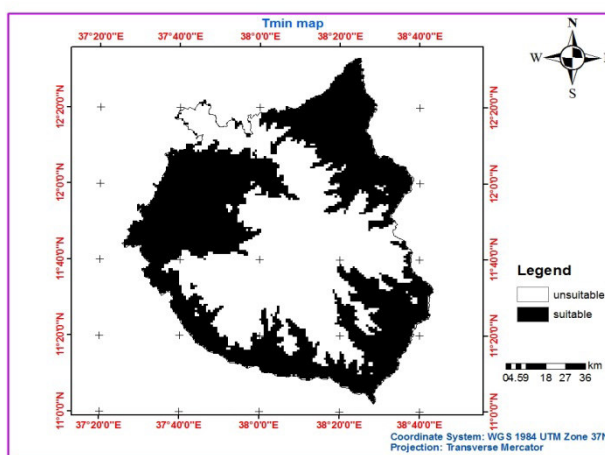 Tmin map
37°20'0"E 37°40'0"E 38°0'0"E 38°20'0"E 38°40'0"E
N
W
S
12°20'0"N 12°20'0"N
12°0'0"N 12°0'0"N
11°40'0"N 11°40'0"N
11°20'0"N 11°20'0"N
11°0'0"N 11°0'0"N
Legend
unsuitable
suitable
km
04.59 18 27 36
37°20'0"E 37°40'0"E 38°0'0"E 38°20'0"E 38°40'0"E
Coordinate System: WGS 1984 UTM Zone 37N
Projection: Transverse Mercator